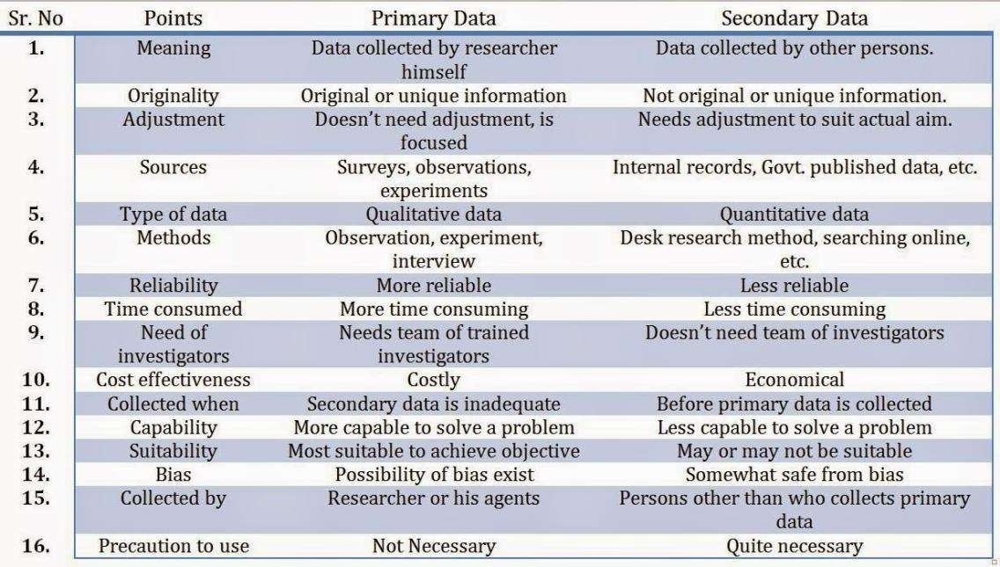 Sr. No Points Primary Data Secondary Data
1. Meaning Data collected by researcher Data collected by other persons.
himself
2. Originality Original or unique information Not original or unique information.
3. Adjustment Doesn’t need adjustment, is Needs adjustment to suit actual aim.
focused
4. Sources Surveys, observations, Internal records, Govt. published data, etc.
experiments
5. Type of data Qualitative data Quantitative data
6. Methods Observation, experiment, Desk research method, searching online,
interview etc.
7. Reliability More reliable Less reliable
8. Time consumed More time consuming Less time consuming
9. Need of Needs team of trained Doesn’t need team of investigators
investigators investigators
10. Cost effectiveness Costly Economical
11. Collected when Secondary data is inadequate Before primary data is collected
12. Capability More capable to solve a problem Less capable to solve a problem
13. Suitability Most suitable to achieve objective May or may not be suitable
14. Bias Possibility of bias exist Somewhat safe from bias
15. Collected by Researcher or his agents Persons other than who collects primary
data
16. Precaution to use Not Necessary Quite necessary